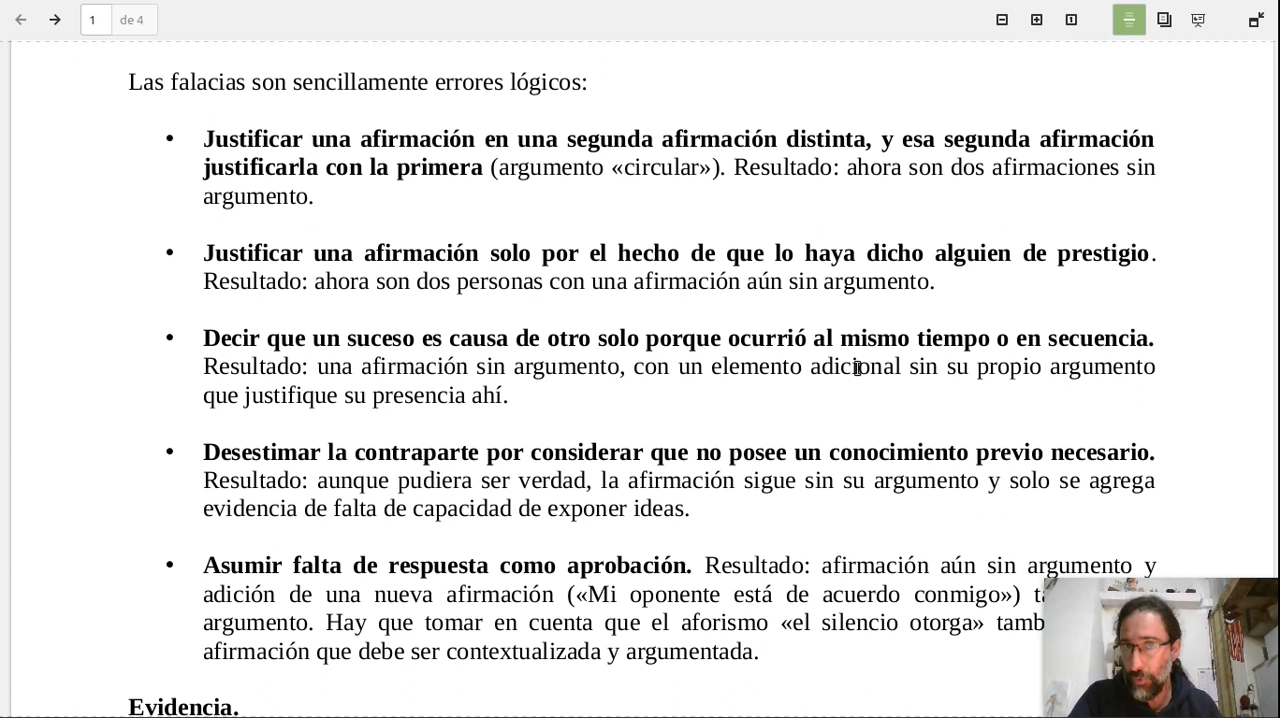 1 de 4
Las falacias son sencillamente errores lógicos:
• Justificar una afirmación en una segunda afirmación distinta, y esa segunda afirmación
justificarla con la primera (argumento «circular»). Resultado: ahora son dos afirmaciones sin
argumento.
• Justificar una afirmación solo por el hecho de que lo haya dicho alguien de prestigio.
Resultado: ahora son dos personas con una afirmación aún sin argumento.
• Decir que un suceso es causa de otro solo porque ocurrió al mismo tiempo o en secuencia.
Resultado: una afirmación sin argumento, con un elemento adicional sin su propio argumento
que justifique su presencia ahí.
• Desestimar la contraparte por considerar que no posee un conocimiento previo necesario.
Resultado: aunque pudiera ser verdad, la afirmación sigue sin su argumento y solo se agrega
evidencia de falta de capacidad de exponer ideas.
• Asumir falta de respuesta como aprobación. Resultado: afirmación aún sin argumento y
adición de una nueva afirmación («Mi oponente está de acuerdo conmigo»)
argumento. Hay que tomar en cuenta que el aforismo «el silencio otorga»
afirmación que debe ser contextualizada y argumentada.
Evidencia.